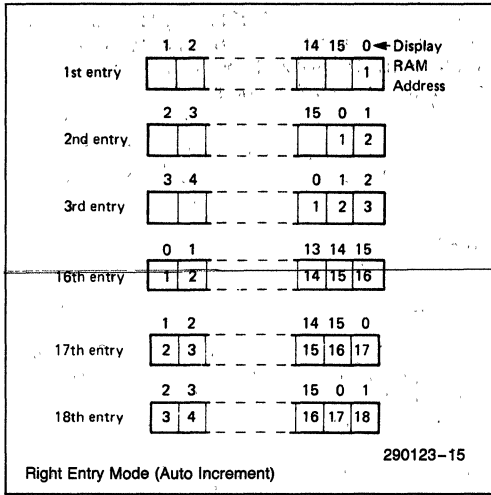 1 2 14 15 0 Display
1st entry 1 RAM
Address
2 3 15 0 1
2nd entry 1 2
3 4 0 1 2
3rd entry 1 2 3
0 1 13 14 15
16th entry 1 2 14 15 16
1 2 14 15 0
17th entry 2 3 15 16 17
2 3 15 0 1
18th entry 3 4 16 17 18
290123–15
Right Entry Mode (Auto Increment)